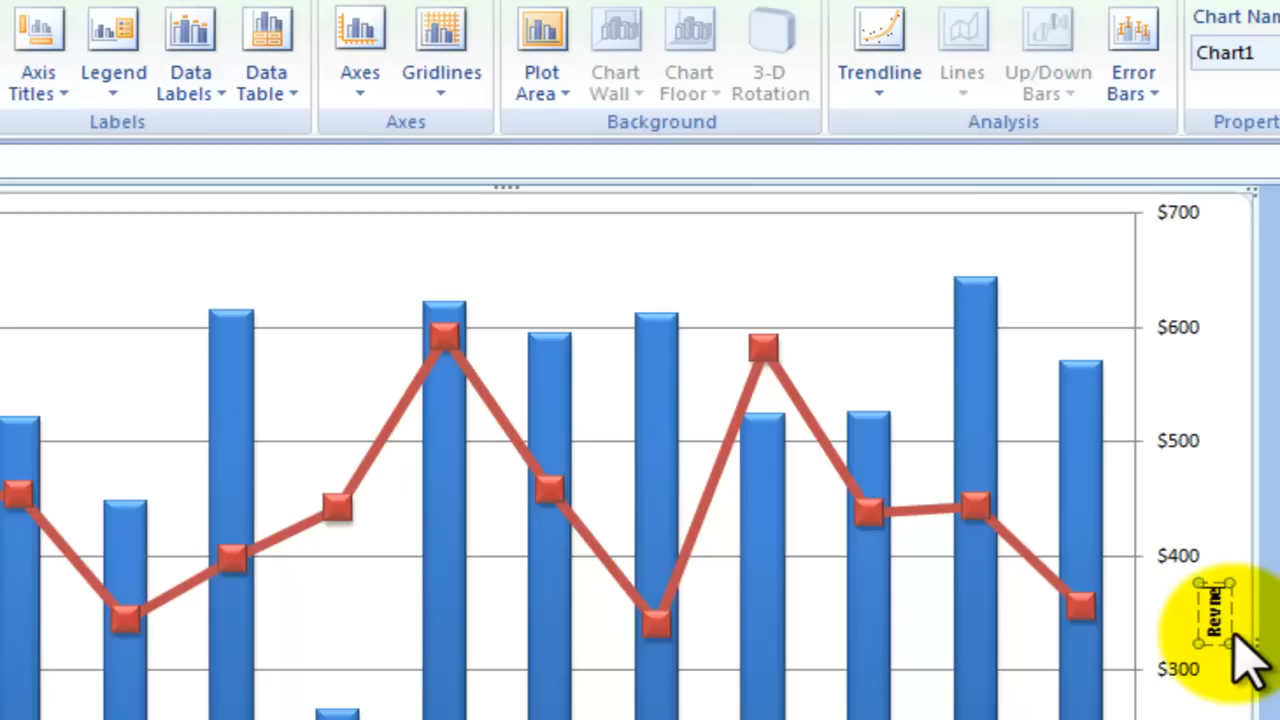 Axis Titles
Legend
Data Labels
Data Table
Labels
Axes
Gridlines
Axes
Plot Area
Chart Wall
Chart Floor
3-D Rotation
Background
Trendline
Lines
Up/Down Bars
Error Bars
Analysis
Chart Nam
Chart1
Propert
$700
$600
$500
$400
$300
Revne